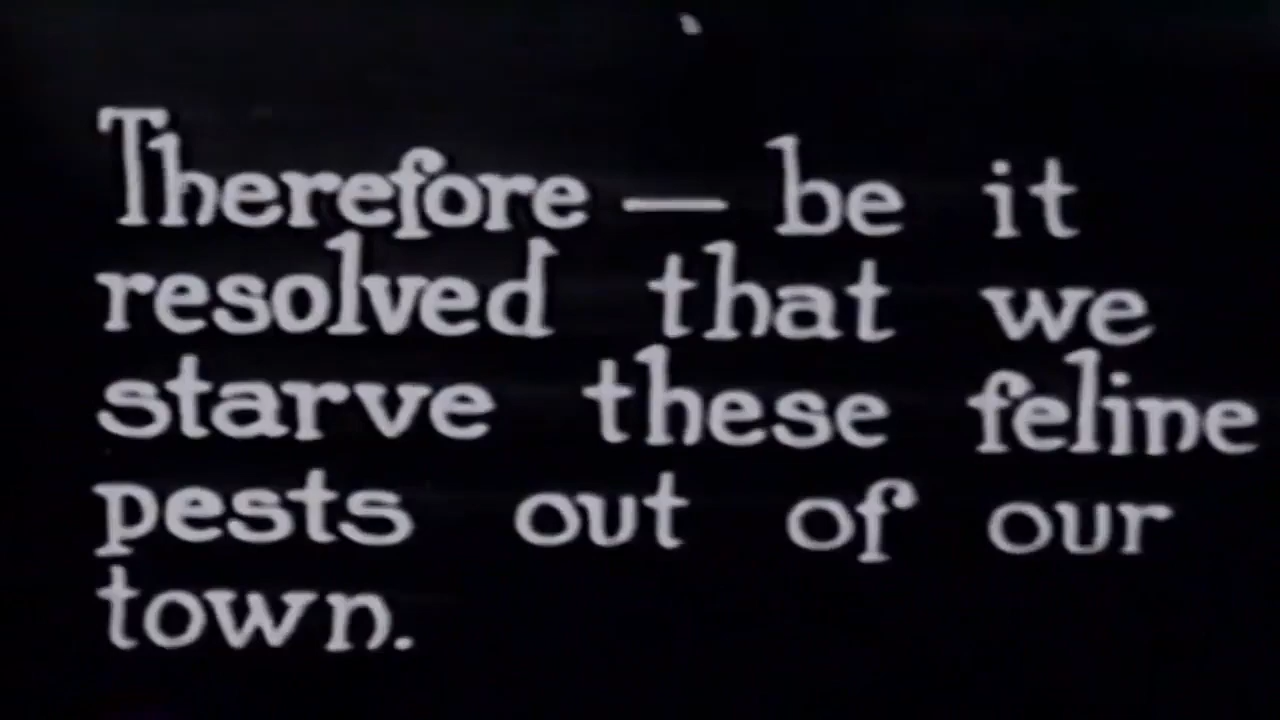 Therefore — be it
resolved that we
starve these feline
pests out of our
town.